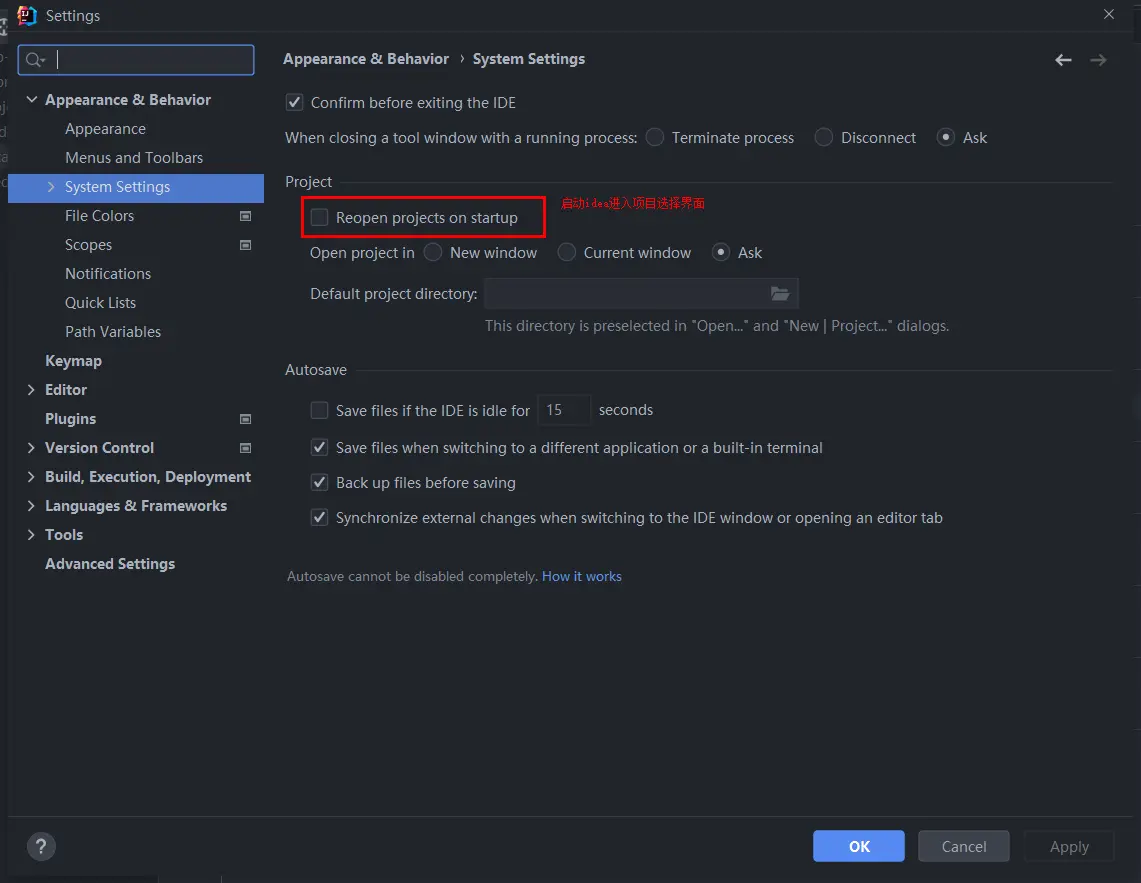 Settings
Appearance & Behavior › System Settings
Appearance & Behavior
Appearance
Menus and Toolbars
System Settings
File Colors
Scopes
Notifications
Quick Lists
Path Variables
Keymap
Editor
Plugins
Version Control
Build, Execution, Deployment
Languages & Frameworks
Tools
Advanced Settings
Confirm before exiting the IDE
When closing a tool window with a running process: Terminate process Disconnect Ask
Project
Reopen projects on startup
启动idea进入项目选择界面
Open project in New window Current window Ask
Default project directory:
This directory is preselected in "Open..." and "New | Project..." dialogs.
Autosave
Save files if the IDE is idle for 15 seconds
Save files when switching to a different application or a built-in terminal
Back up files before saving
Synchronize external changes when switching to the IDE window or opening an editor tab
Autosave cannot be disabled completely. How it works
?
OK Cancel Apply